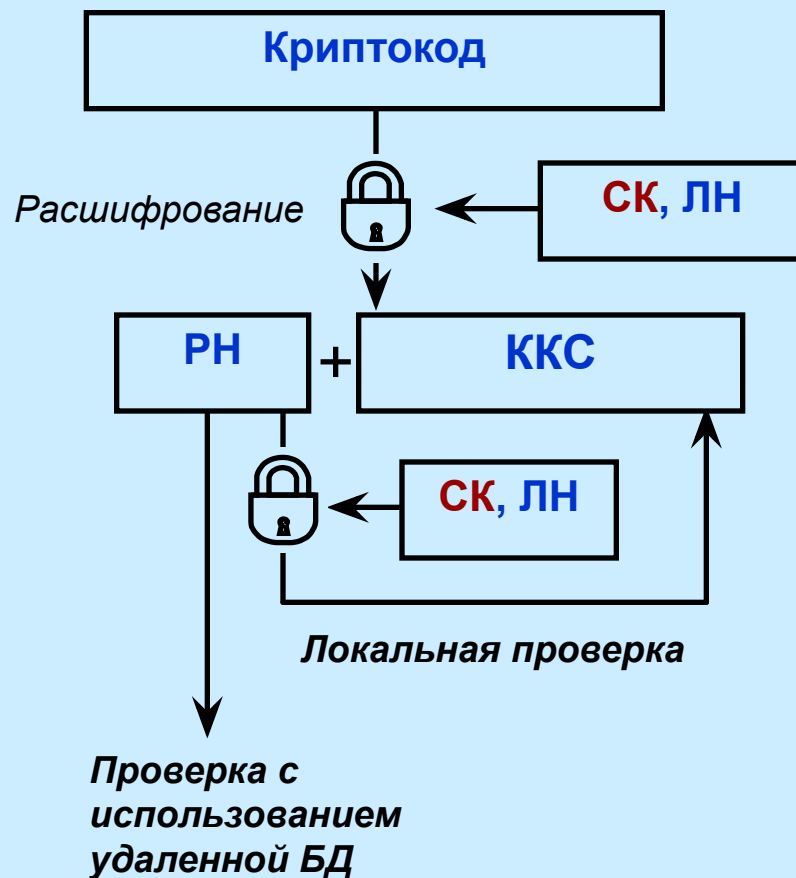 Криптокод
Расшифрование
СК, ЛН
РН + ККС
СК, ЛН
Локальная проверка
Проверка с
использованием
удаленной БД